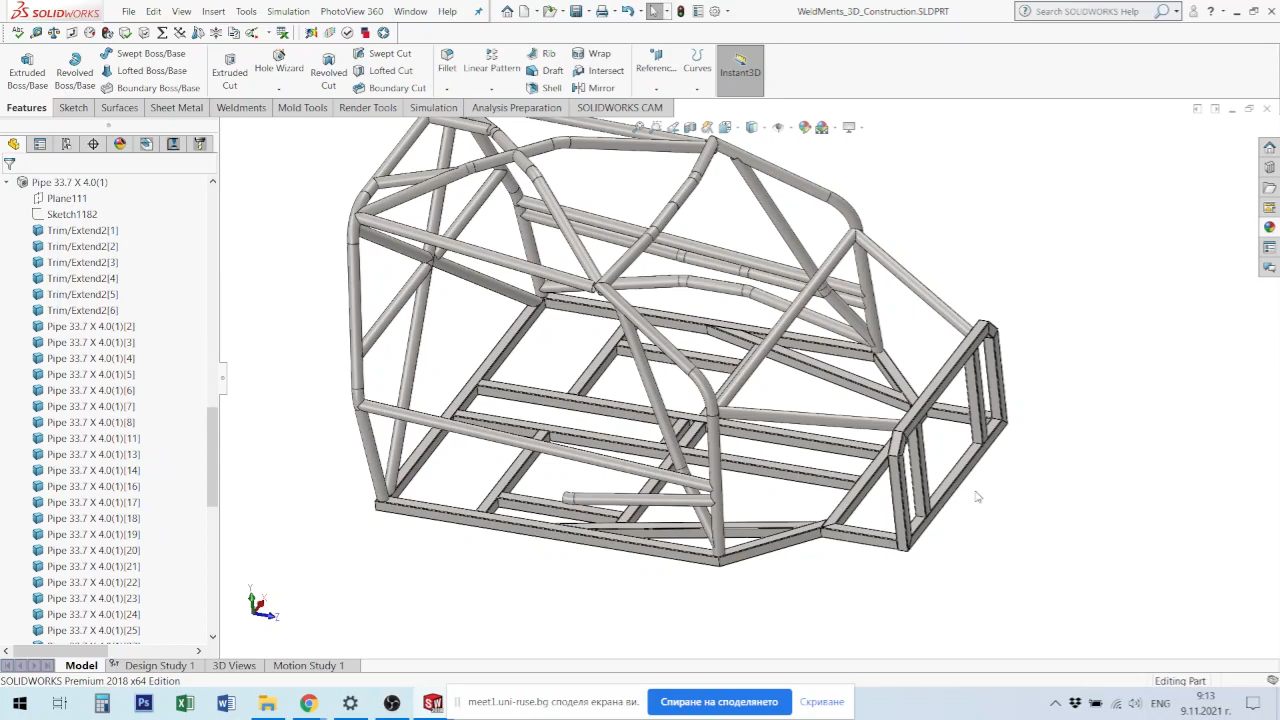 SOLIDWORKS File Edit View Insert Tools Simulation PhotoView 360 Window Help WeldMents_3D_Construction.SLDPRT Search SOLIDWORKS Help
Extruded Boss/Base
Revolved Boss/Base
Swept Boss/Base
Lofted Boss/Base
Boundary Boss/Base
Extruded Cut
Hole Wizard
Revolved Cut
Swept Cut
Lofted Cut
Boundary Cut
Fillet
Linear Pattern
Rib
Draft
Shell
Wrap
Intersect
Mirror
Referenc...
Curves
Instant3D
Features Sketch Surfaces Sheet Metal Weldments Mold Tools Render Tools Simulation Analysis Preparation SOLIDWORKS CAM
Pipe 33.7 X 4.0(1)
Plane111
Sketch1182
Trim/Extend2[1]
Trim/Extend2[2]
Trim/Extend2[3]
Trim/Extend2[4]
Trim/Extend2[5]
Trim/Extend2[6]
Pipe 33.7 X 4.0(1)[2]
Pipe 33.7 X 4.0(1)[3]
Pipe 33.7 X 4.0(1)[4]
Pipe 33.7 X 4.0(1)[5]
Pipe 33.7 X 4.0(1)[6]
Pipe 33.7 X 4.0(1)[7]
Pipe 33.7 X 4.0(1)[8]
Pipe 33.7 X 4.0(1)[11]
Pipe 33.7 X 4.0(1)[13]
Pipe 33.7 X 4.0(1)[14]
Pipe 33.7 X 4.0(1)[16]
Pipe 33.7 X 4.0(1)[17]
Pipe 33.7 X 4.0(1)[18]
Pipe 33.7 X 4.0(1)[19]
Pipe 33.7 X 4.0(1)[20]
Pipe 33.7 X 4.0(1)[21]
Pipe 33.7 X 4.0(1)[22]
Pipe 33.7 X 4.0(1)[23]
Pipe 33.7 X 4.0(1)[24]
Pipe 33.7 X 4.0(1)[25]
Y
X
Z
Model Design Study 1 3D Views Motion Study 1
SOLIDWORKS Premium 2018 x64 Edition Editing Part
meet1.uni-ruse.bg споделя екрана ви. Спиране на споделянето Скриване
ENG
9:13
9.11.2021 г.